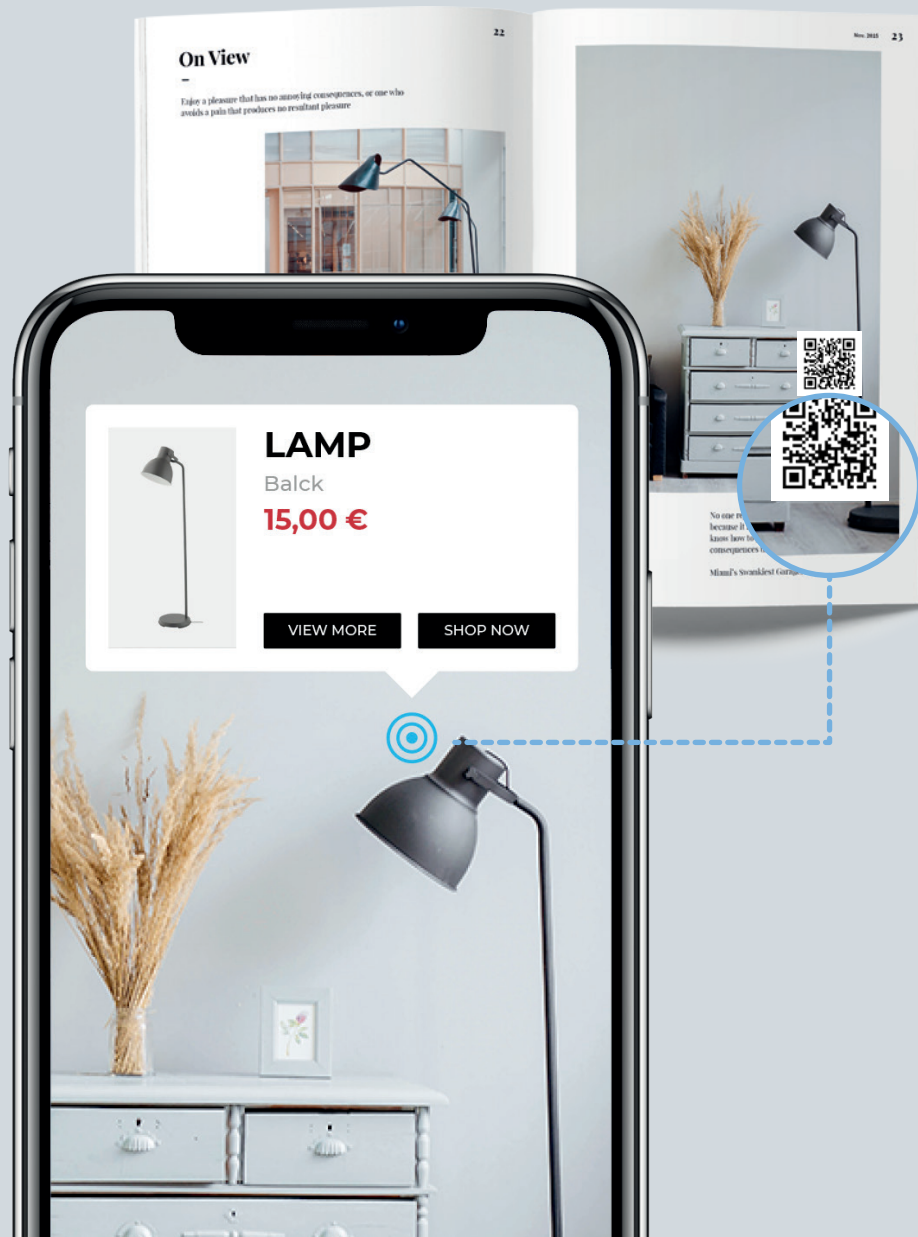 22
On View
Enjoy a pleasure that has no annoying consequences, or one who
avoids a pain that produces no resultant pleasure
Nov. 2015 23
LAMP
Balck
15,00 €
VIEW MORE SHOP NOW
No one
because it
know how to
consequences
Miami's Swankiest